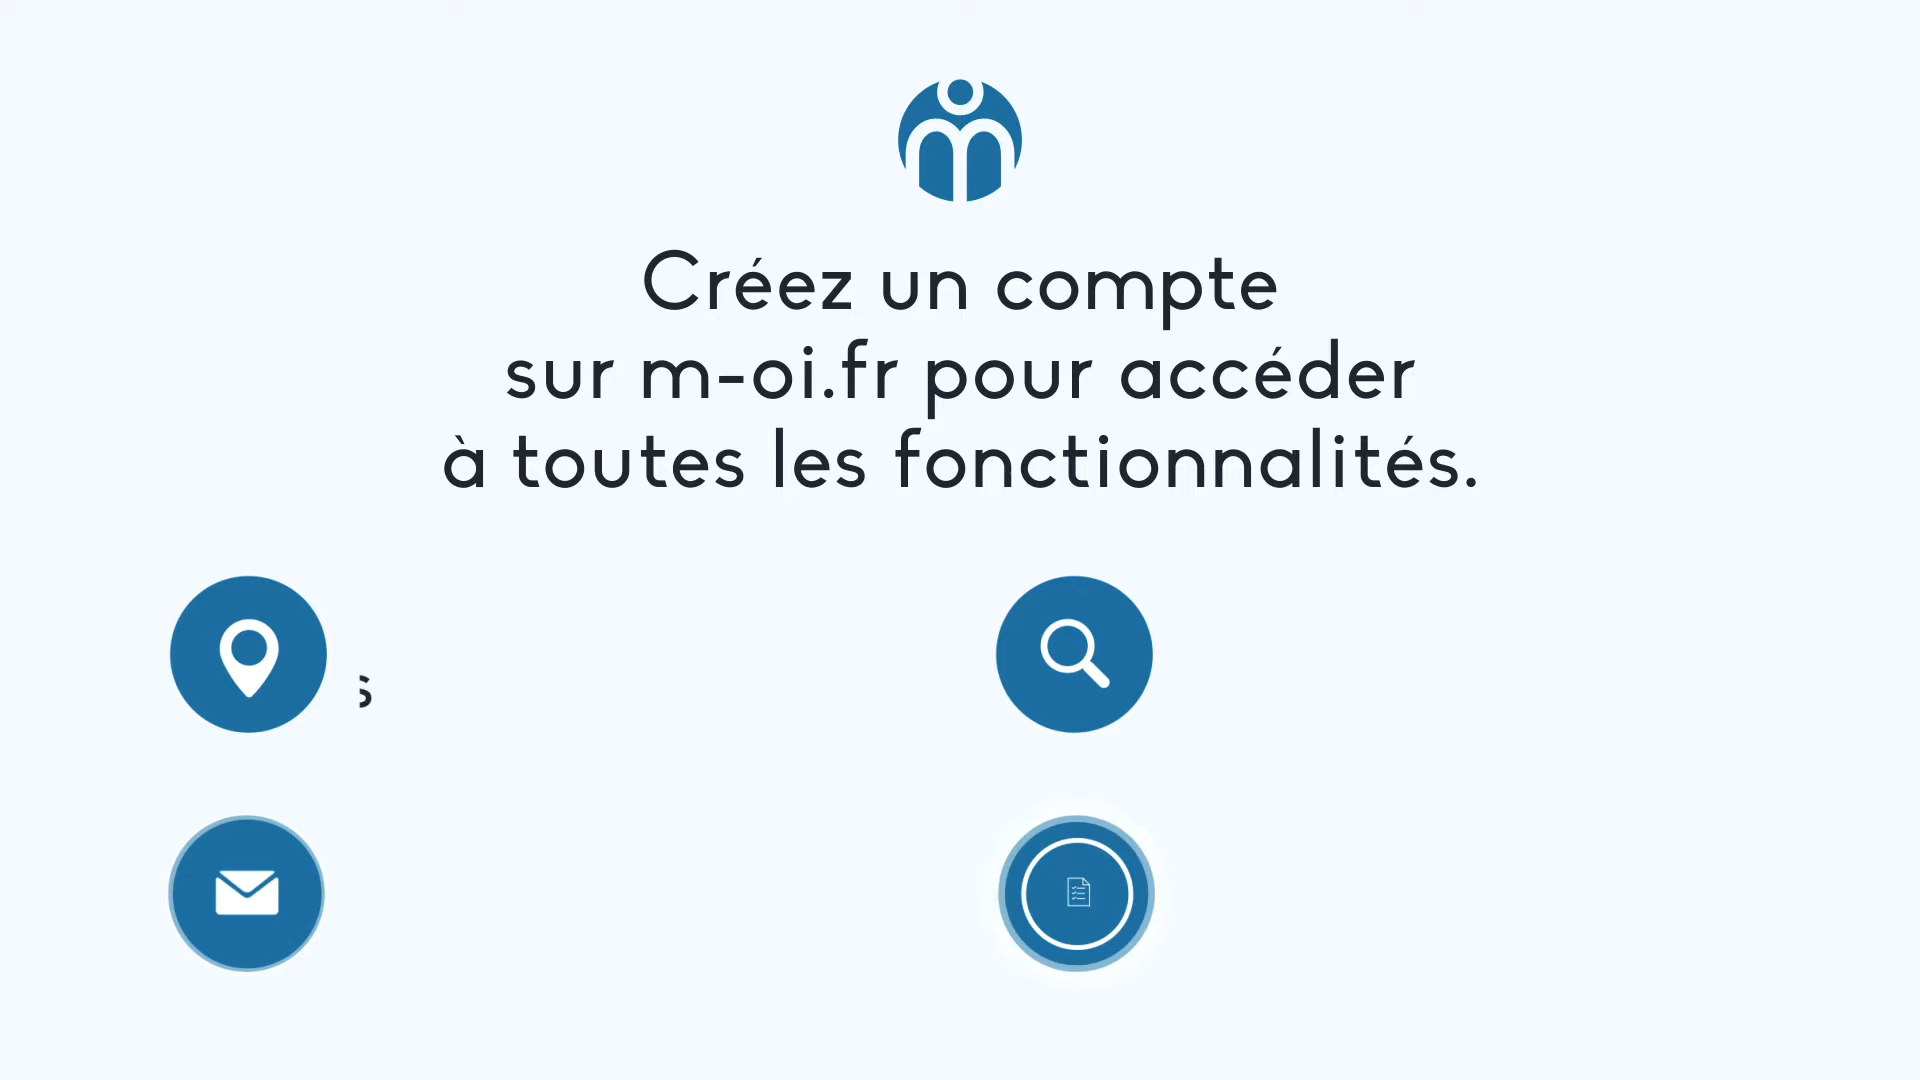 Créez un compte
sur m-oi.fr pour accéder
à toutes les fonctionnalités.